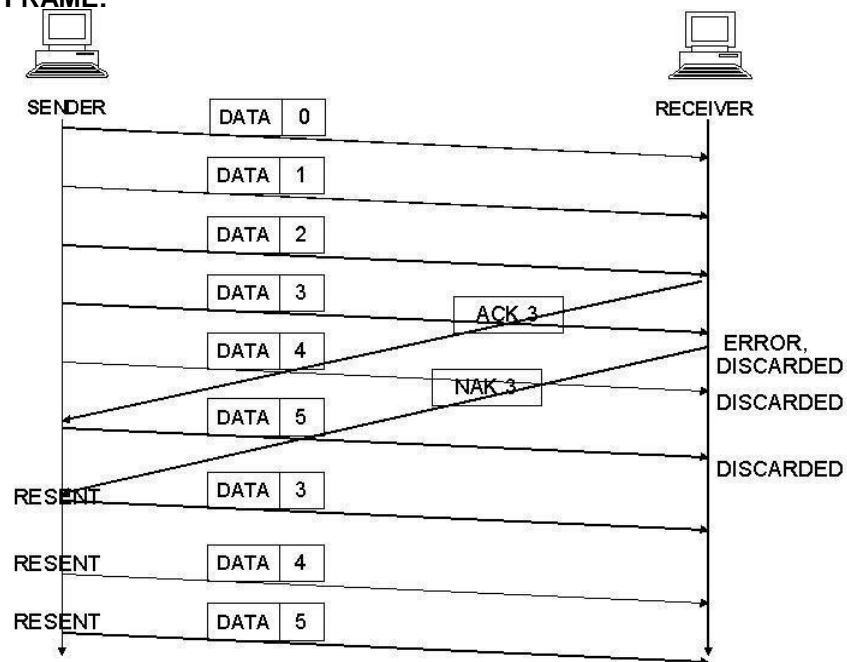 FRAME:
SENDER
RECEIVER
DATA 0
DATA 1
DATA 2
DATA 3
ACK 3
ERROR,
DISCARDED
DATA 4
NAK 3
DISCARDED
DATA 5
DISCARDED
RESENT
DATA 3
RESENT
DATA 4
RESENT
DATA 5